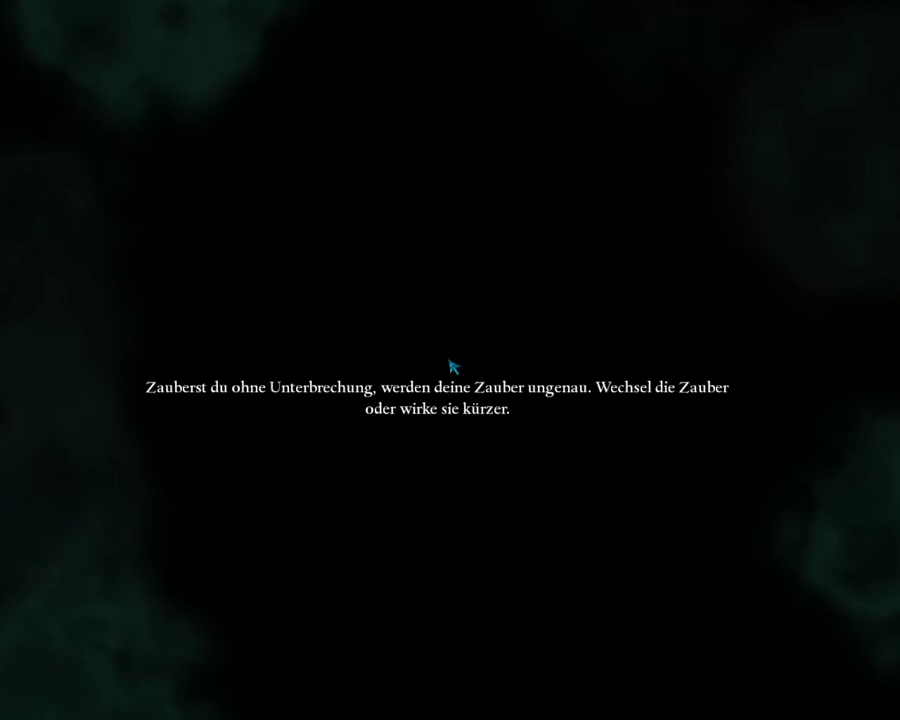 Zauberst du ohne Unterbrechung, werden deine Zauber ungenau. Wechsel die Zauber
oder wirke sie kürzer.